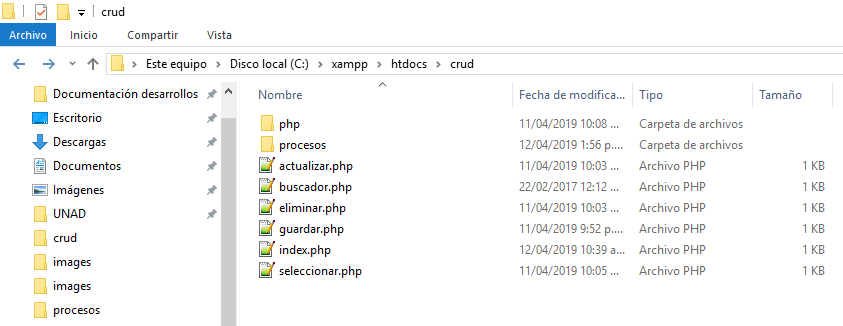 crud
Archivo Inicio Compartir Vista
Este equipo > Disco local (C:) > xampp > htdocs > crud
Documentación desarrollos
Escritorio
Descargas
Documentos
Imágenes
UNAD
crud
images
images
procesos
Nombre Fecha de modifica... Tipo Tamaño
php 11/04/2019 10:08 ... Carpeta de archivos
procesos 12/04/2019 1:56 p.... Carpeta de archivos
actualizar.php 11/04/2019 10:03 ... Archivo PHP 1 KB
buscador.php 22/02/2017 12:12 ... Archivo PHP 1 KB
eliminar.php 11/04/2019 10:03 ... Archivo PHP 1 KB
guardar.php 11/04/2019 9:52 p.... Archivo PHP 1 KB
index.php 12/04/2019 10:39 a... Archivo PHP 1 KB
seleccionar.php 11/04/2019 10:05 ... Archivo PHP 1 KB